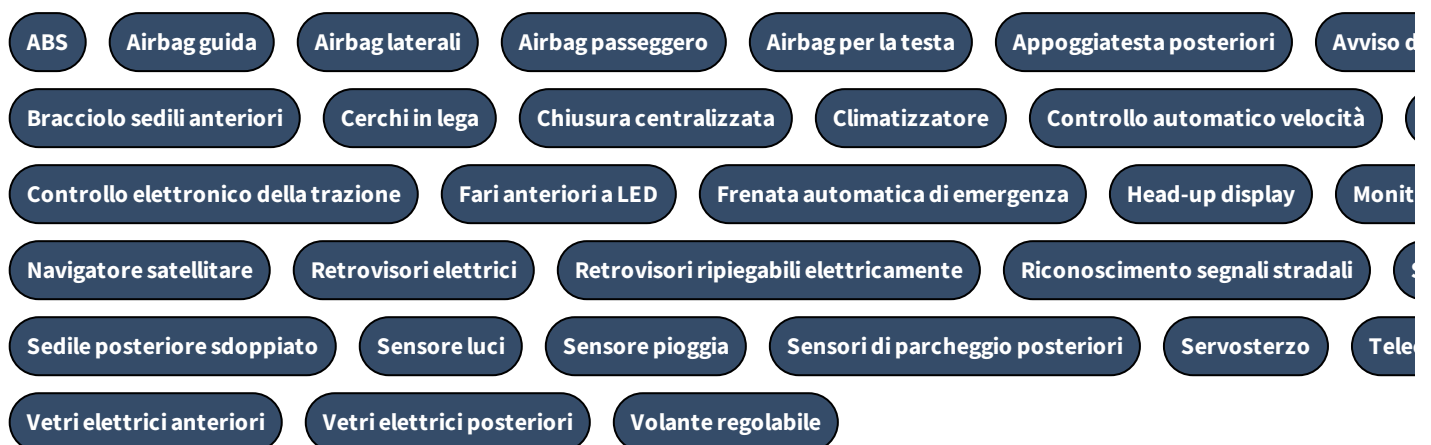 ABS Airbag guida Airbag laterali Airbag passeggero Airbag per la testa Appoggiatesta posteriori Avviso
Bracciolo sedili anteriori Cerchi in lega Chiusura centralizzata Climatizzatore Controllo automatico velocità
Controllo elettronico della trazione Fari anteriori a LED Frenata automatica di emergenza Head-up display
Navigatore satellitare Retrovisori elettrici Retrovisori ripiegabili elettricamente Riconoscimento segnali stradali
Sedile posteriore sdoppiato Sensore luci Sensore pioggia Sensori di parcheggio posteriori Servosterzo
Vetri elettrici anteriori Vetri elettrici posteriori Volante regolabile